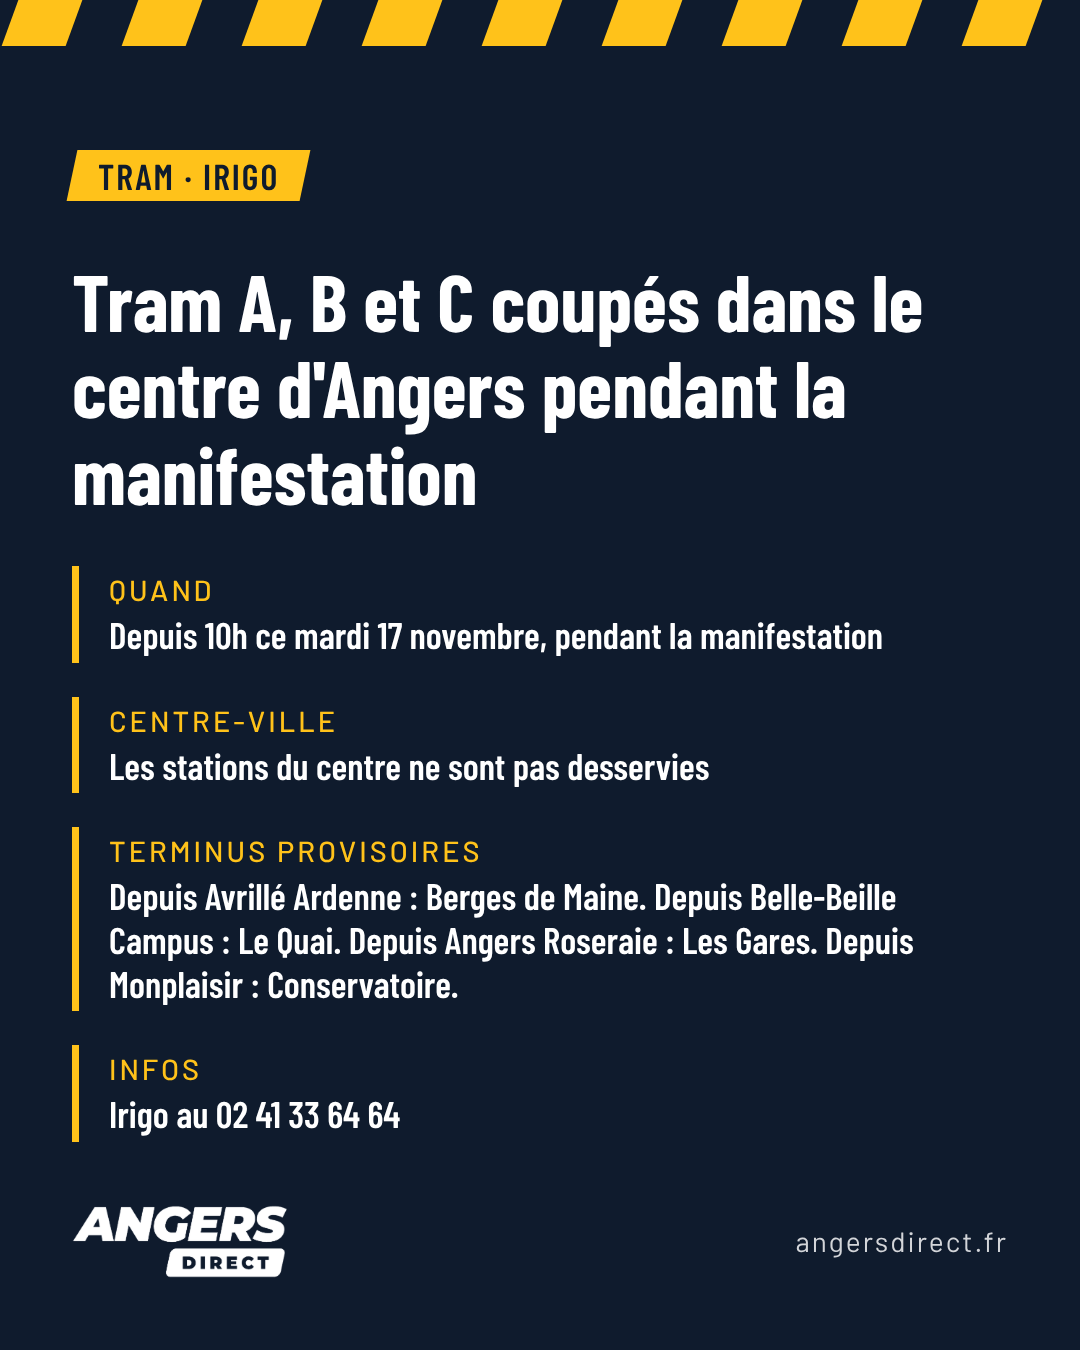 TRAM · IRIGO
Tram A, B et C coupés dans le
centre d'Angers pendant la
manifestation
QUAND
Depuis 10h ce mardi 17 novembre, pendant la manifestation
CENTRE-VILLE
Les stations du centre ne sont pas desservies
TERMINUS PROVISOIRES
Depuis Avrillé Ardenne : Berges de Maine. Depuis Belle-Beille
Campus : Le Quai. Depuis Angers Roseraie : Les Gares. Depuis
Monplaisir : Conservatoire.
INFOS
Irigo au 02 41 33 64 64
ANGERS
DIRECT
angersdirect.fr